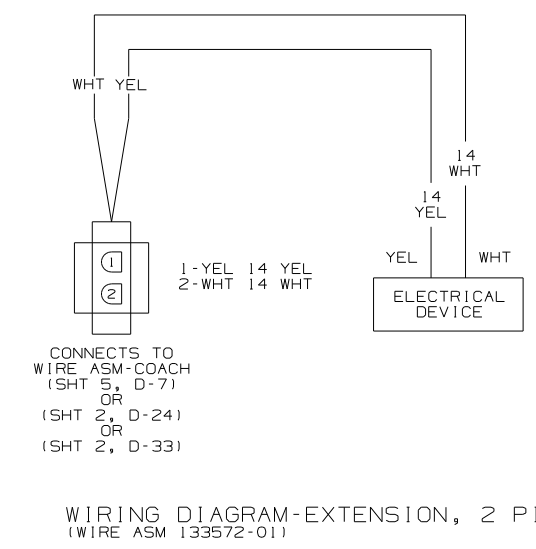 WHT YEL
14
WHT
14
YEL
YEL WHT
1
2
1-YEL 14 YEL
2-WHT 14 WHT
ELECTRICAL
DEVICE
CONNECTS TO
WIRE ASM-COACH
(SHT 5, D-7)
OR
(SHT 2, D-24)
OR
(SHT 2, D-33)
WIRING DIAGRAM-EXTENSION, 2
(WIRE ASM 133572-01)